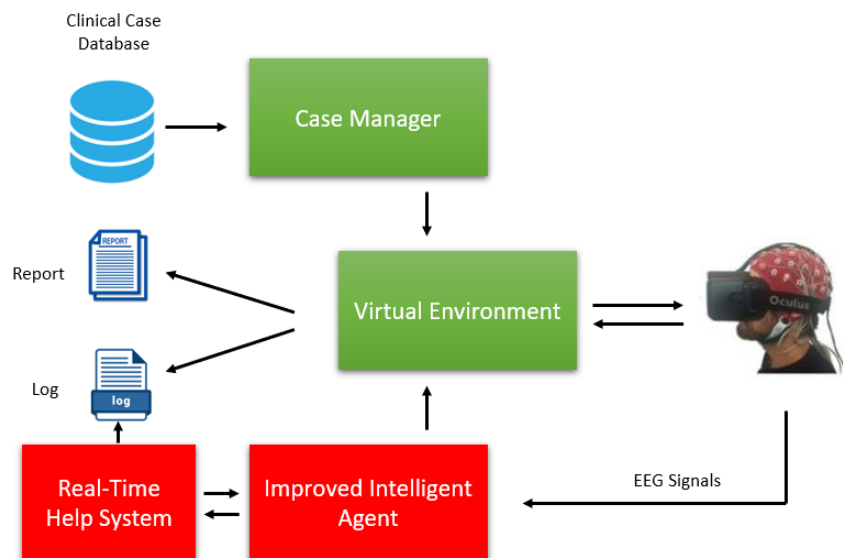 Clinical Case
Database
Case Manager
REPORT
Report
Virtual Environment
Oculus
Log
log
Real-Time
Help System
Improved Intelligent
Agent
EEG Signals